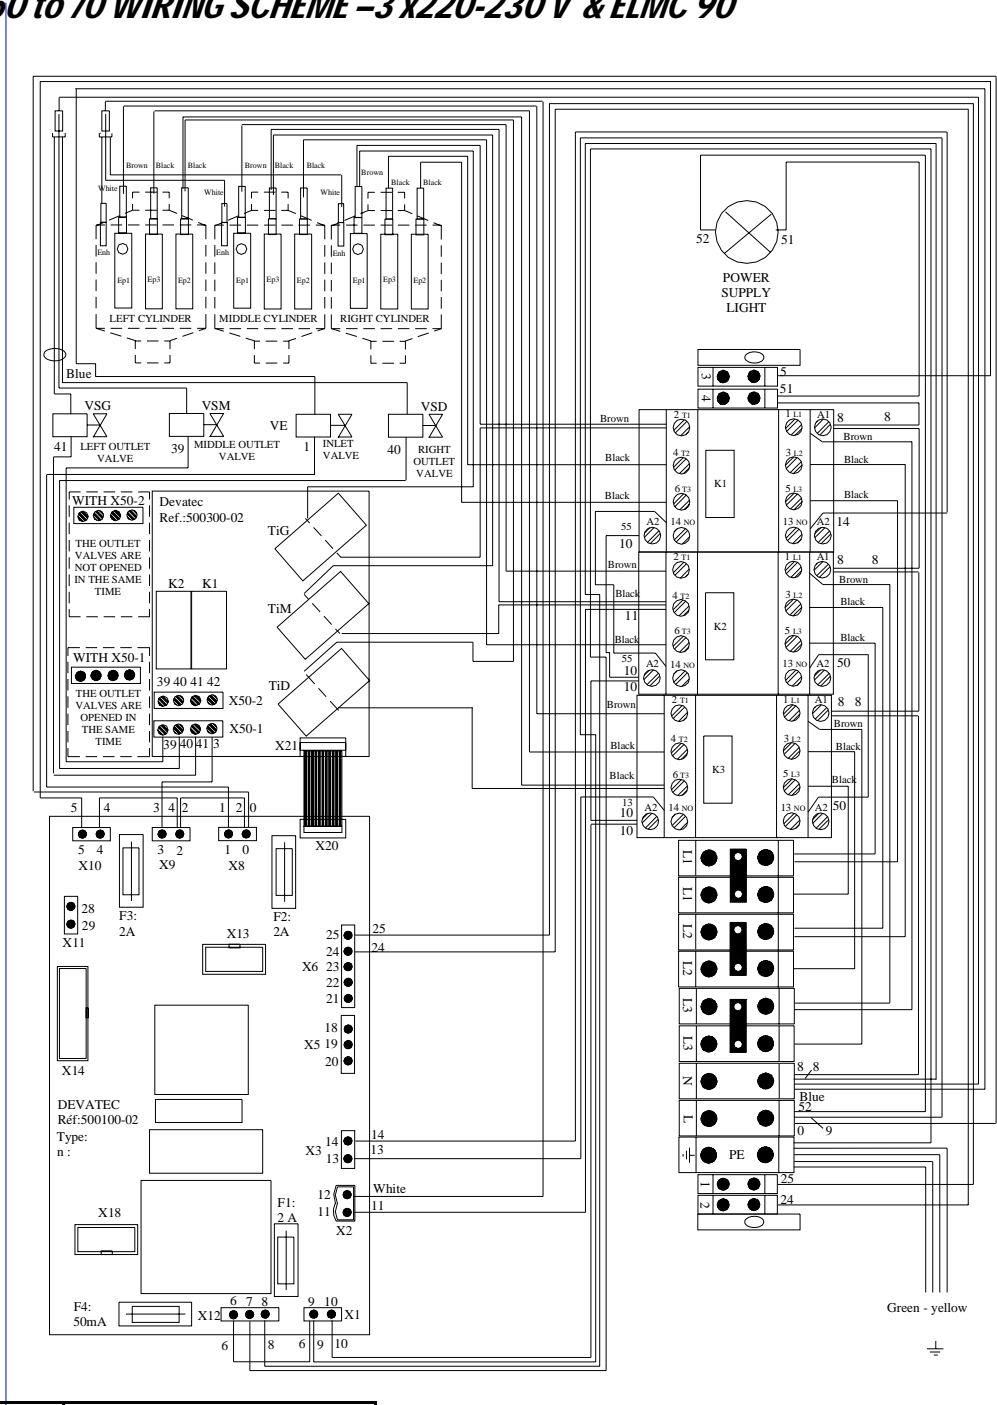 60 to 70 WIRING SCHEME –3 X220-230 V & ELMC 90
Brown Black Black Brown Black Black Brown Black Black
White White White
Enh Enh Enh
Ep1 Ep3 Ep2 Ep1 Ep3 Ep2 Ep1 Ep3 Ep2
LEFT CYLINDER MIDDLE CYLINDER RIGHT CYLINDER
52 51
POWER
SUPPLY
LIGHT
Blue
3 5
4 51
VSG VSM VE VSD
41 39 1 40
LEFT OUTLET
VALVE
MIDDLE OUTLET
VALVE
INLET
VALVE
RIGHT
OUTLET
VALVE
Brown 2 T1 1 L1 A1 8 8
Brown
Black 4 T2 3 L2 Black
K1
Black 6 T3 5 L3 Black
55 A2 14 NO 13 NO A2 14
10
Brown 2 T1 1 L1 A1 8 8
Brown
Black 4 T2 3 L2 Black
11
K2
Black 6 T3 5 L3 Black
55 A2 14 NO 13 NO A2 50
10
10
Brown 2 T1 1 L1 A1 8 8
Brown
Black 4 T2 3 L2 Black
K3
Black 6 T3 5 L3 Black
13 A2 14 NO 13 NO A2 50
10
10
WITH X50-2
THE OUTLET
VALVES ARE
NOT OPENED
IN THE SAME
TIME
Devatec
Ref.:500300-02
TiG
K2 K1
TiM
WITH X50-1
THE OUTLET
VALVES ARE
OPENED IN
THE SAME
TIME
TiD
39 40 41 42
X50-2
X50-1
39 40 41 3
X21
X20
5 4 3 4 2 1 2 0
5 4 3 2 1 0
X10 X9 X8
F3:
2A
F2:
2A
28
29
X11
X13
X14
25 25
24 24
X6 23
22
21
18
X5 19
20
DEVATEC
Réf:500100-02
Type:
n :
14 14
X3 13 13
12 White
11 11
X2
X18
F1:
2 A
F4:
50mA
X12 6 7 8 9 10 X1
6 8 6 9 10
L1
L1
L2
L2
L3
L3
N 8 8
Blue
L 52
0 9
PE
1 25
2 24
Green - yellow